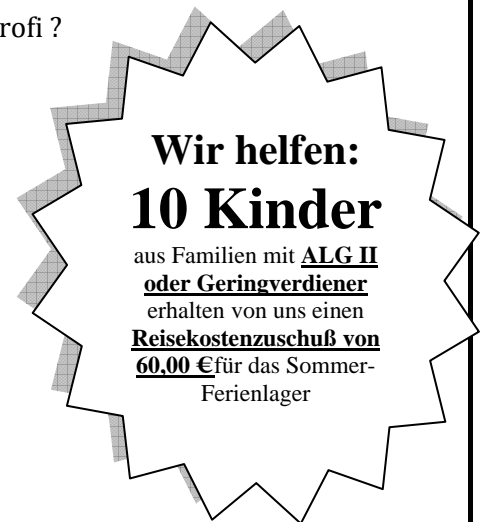 rofi ?
Wir helfen:
10 Kinder
aus Familien mit ALG II
oder Geringverdiener
erhalten von uns einen
Reisekostenzuschuß von
60,00 €für das Sommer-
Ferienlager